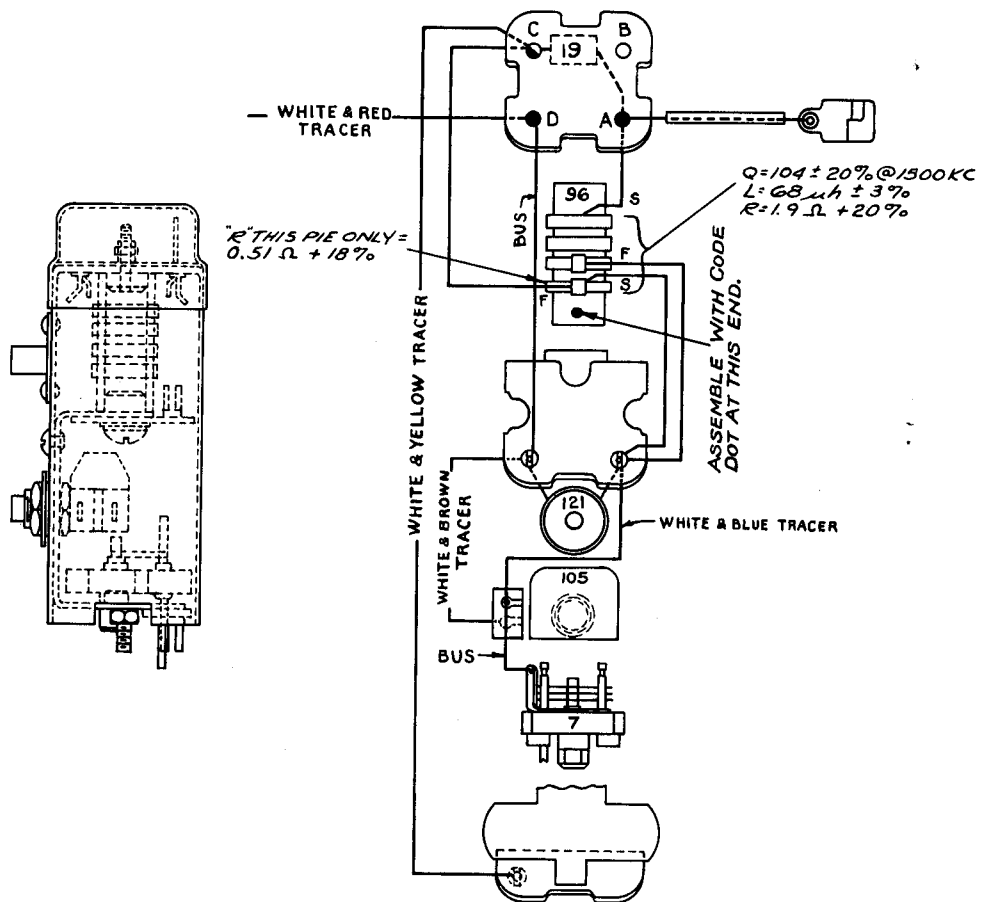 C
B
19
WHITE & RED
TRACER
D
A
Q=104 ± 20% @ 1500 KC
L=68 µh ± 3%
R=1.9 Ω +20%
96
S
BUS
"R" THIS PIE ONLY =
0.51 Ω + 18%
F
S
F
ASSEMBLE WITH CODE
DOT AT THIS END.
WHITE & YELLOW TRACER
WHITE & BROWN
TRACER
121
WHITE & BLUE TRACER
105
BUS
7